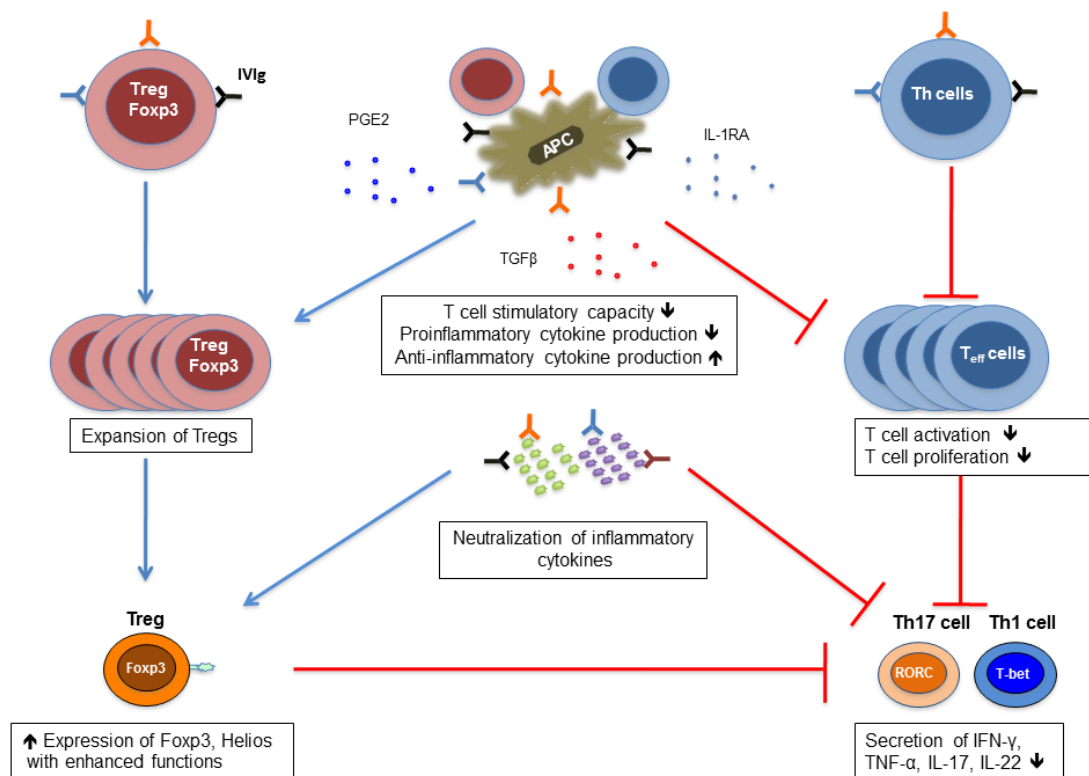 Treg
Foxp3
IVIg
PGE2
APC
IL-1RA
Th cells
TGFβ
T cell stimulatory capacity 🡻
Proinflammatory cytokine production 🡻
Anti-inflammatory cytokine production 🡹
Treg
Foxp3
Expansion of Tregs
Teff cells
T cell activation 🡻
T cell proliferation 🡻
Neutralization of inflammatory
cytokines
Treg
Foxp3
🡹 Expression of Foxp3, Helios
with enhanced functions
Th17 cell
Th1 cell
RORC
T-bet
Secretion of IFN-γ,
TNF-α, IL-17, IL-22 🡻